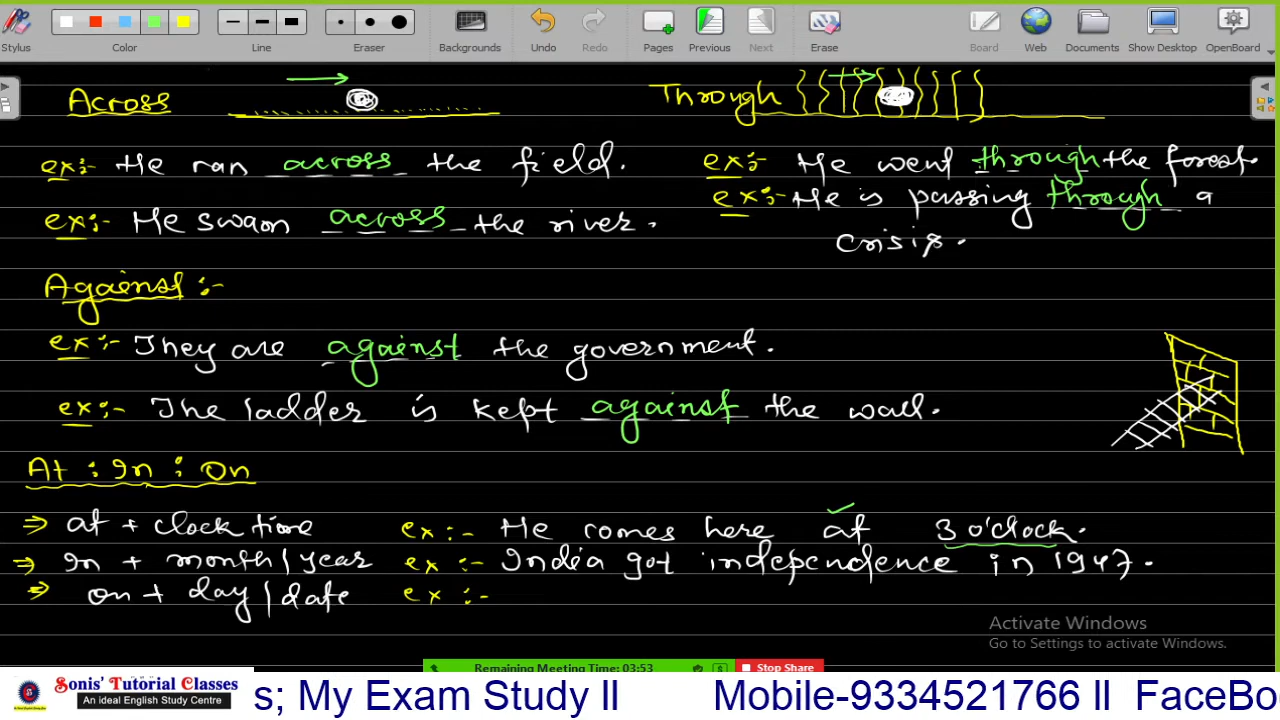 Stylus
Color
Line
Eraser
Backgrounds
Undo
Redo
Pages
Previous
Next
Erase
Board
Web
Documents
Show Desktop
OpenBoard
Across
Through
ex:- He ran across the field.
ex:- He went through the forest.
ex:- He is passing through a
crisis.
ex:- He swam across the river.
Against :-
ex:- They are against the government.
ex:- The ladder is kept against the wall.
At : In : On
⇒ at + clock time ex:- He comes here at 3 o'clock.
⇒ In + month/year ex:- India got independence in 1947.
⇒ on + day/date ex:-
Activate Windows
Go to Settings to activate Windows.
Remaining Meeting Time: 03:53
Stop Share
Sonis' Tutorial Classes
An ideal English Study Centre
s; My Exam Study ll Mobile-9334521766 ll FaceBo